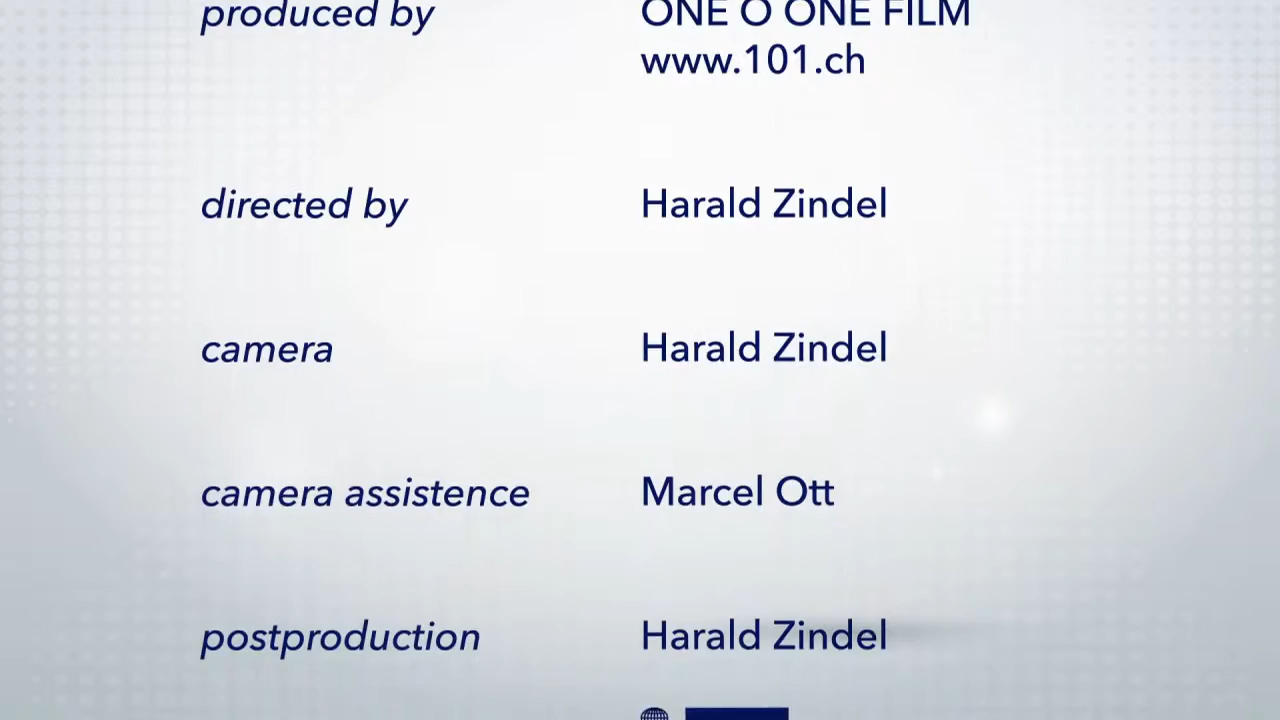 produced by ONE O ONE FILM
www.101.ch
directed by Harald Zindel
camera Harald Zindel
camera assistence Marcel Ott
postproduction Harald Zindel